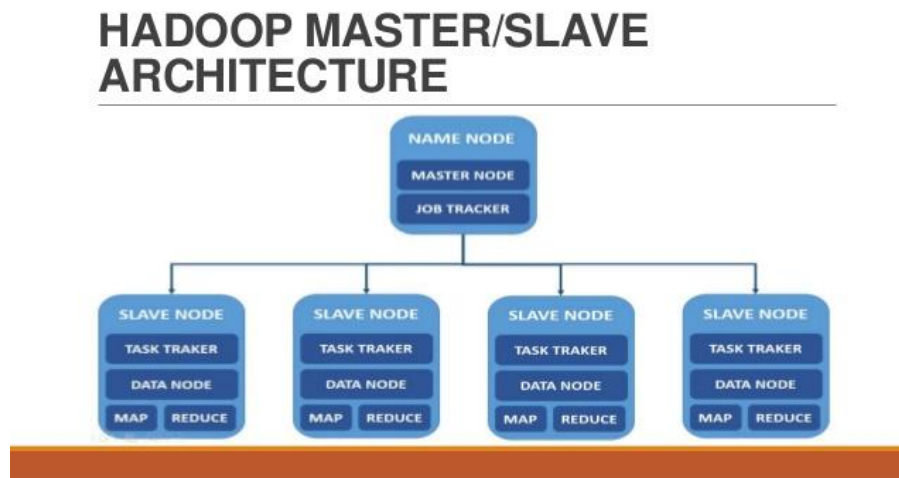 HADOOP MASTER/SLAVE
ARCHITECTURE
NAME NODE
MASTER NODE
JOB TRACKER
SLAVE NODE
TASK TRAKER
DATA NODE
MAP REDUCE
SLAVE NODE
TASK TRAKER
DATA NODE
MAP REDUCE
SLAVE NODE
TASK TRAKER
DATA NODE
MAP REDUCE
SLAVE NODE
TASK TRAKER
DATA NODE
MAP REDUCE